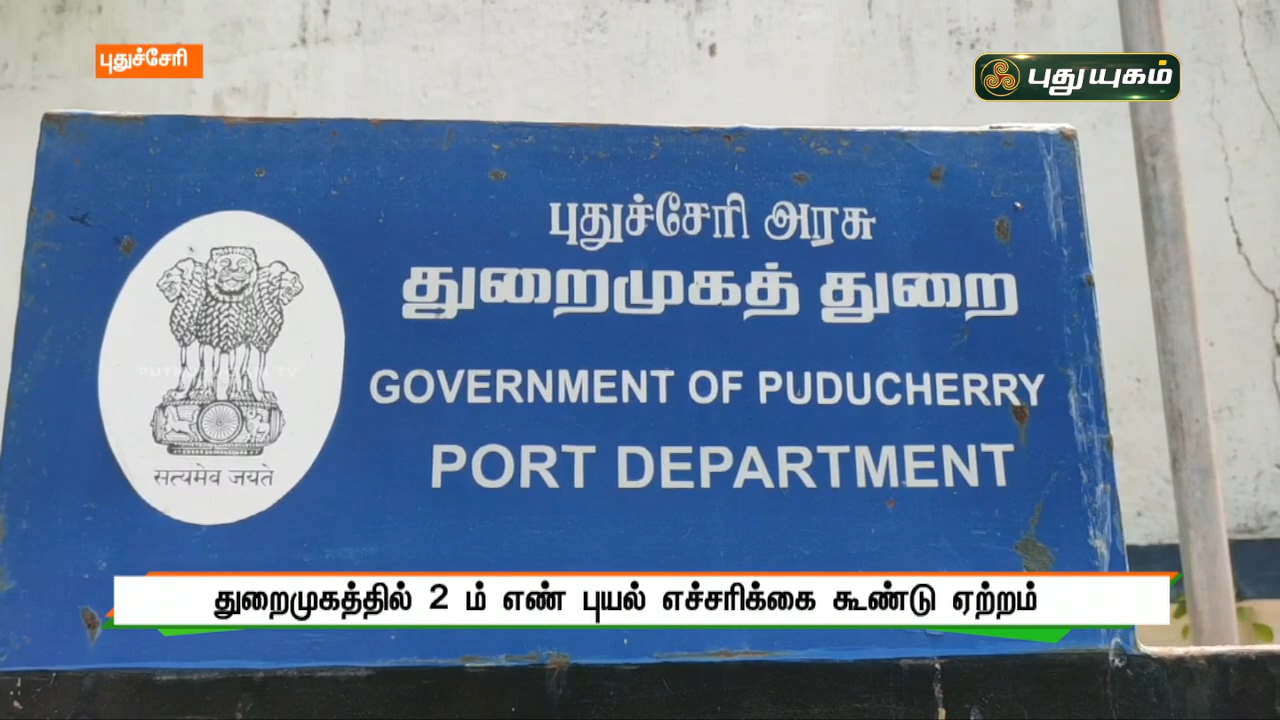 புதுச்சேரி
புதுயுகம்
புதுச்சேரி அரசு
துறைமுகத் துறை
GOVERNMENT OF PUDUCHERRY
PORT DEPARTMENT
सत्यमेव जयते
துறைமுகத்தில் 2 ம் எண் புயல் எச்சரிக்கை கூண்டு ஏற்றம்